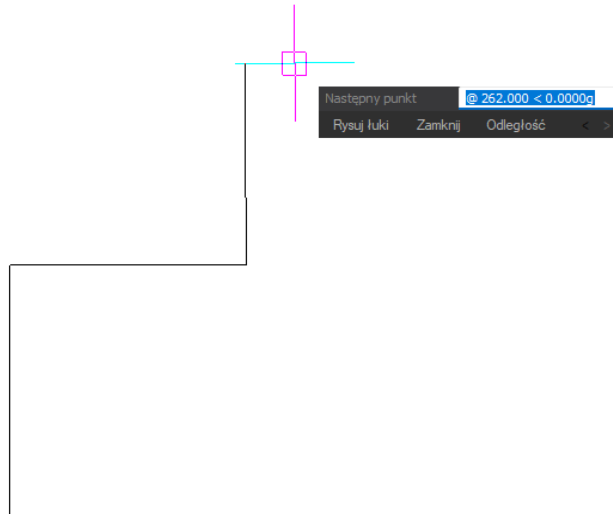 Następny punkt @ 262.000 < 0.0000g
Rysuj łuki Zamknij Odległość < >